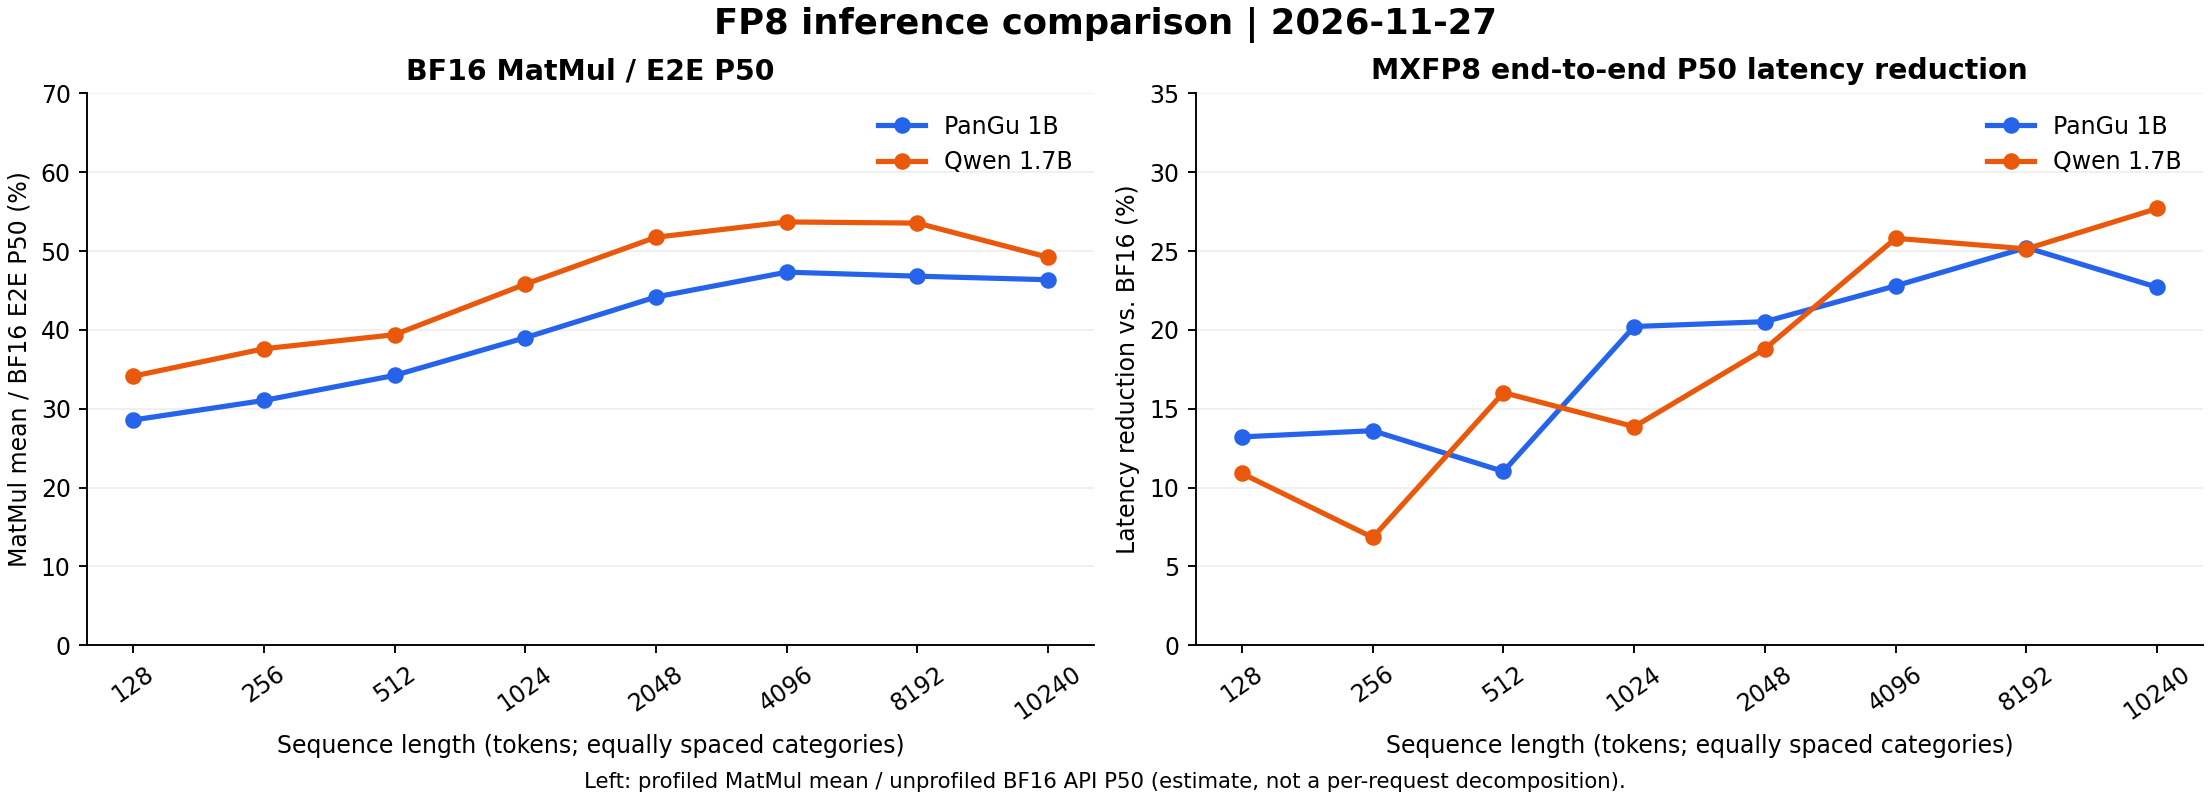 FP8 inference comparison | 2026-11-27
BF16 MatMul / E2E P50
MatMul mean / BF16 E2E P50 (%)
70
60
50
40
30
20
10
0
PanGu 1B
Qwen 1.7B
128
256
512
1024
2048
4096
8192
10240
Sequence length (tokens; equally spaced categories)
MXFP8 end-to-end P50 latency reduction
Latency reduction vs. BF16 (%)
35
30
25
20
15
10
5
0
PanGu 1B
Qwen 1.7B
128
256
512
1024
2048
4096
8192
10240
Sequence length (tokens; equally spaced categories)
Left: profiled MatMul mean / unprofiled BF16 API P50 (estimate, not a per-request decomposition).